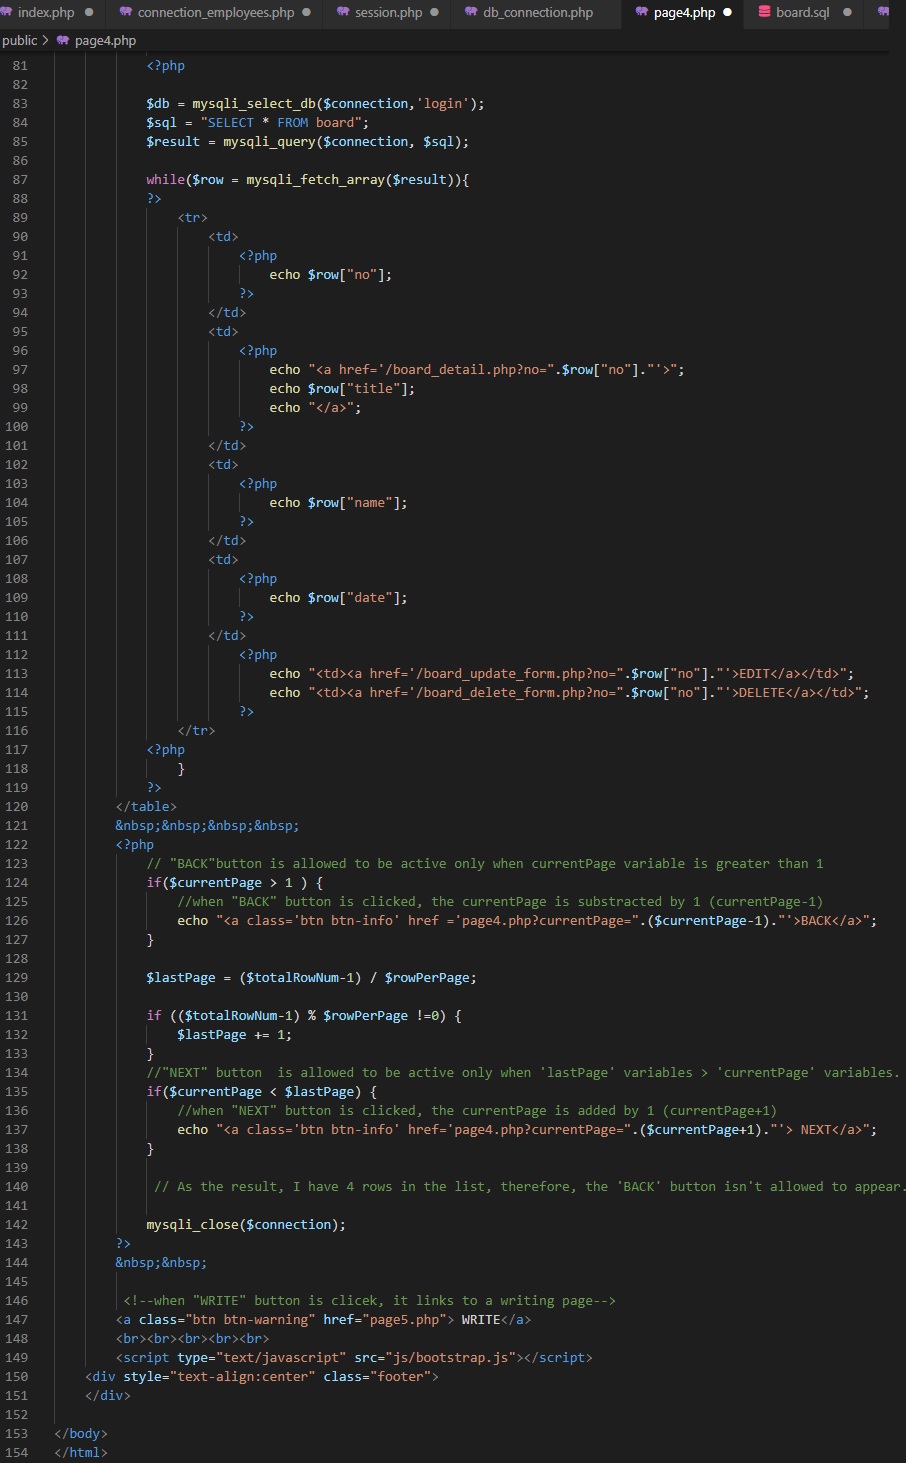 index.php ● connection_employees.php ● session.php ● db_connection.php page4.php ● board.sql ●
public > page4.php
81 <?php
82
83 $db = mysqli_select_db($connection,'login');
84 $sql = "SELECT * FROM board";
85 $result = mysqli_query($connection, $sql);
86
87 while($row = mysqli_fetch_array($result)){
88 ?>
89 <tr>
90 <td>
91 <?php
92 echo $row["no"];
93 ?>
94 </td>
95 <td>
96 <?php
97 echo "<a href='/board_detail.php?no=".$row["no"]."'>";
98 echo $row["title"];
99 echo "</a>";
100 ?>
101 </td>
102 <td>
103 <?php
104 echo $row["name"];
105 ?>
106 </td>
107 <td>
108 <?php
109 echo $row["date"];
110 ?>
111 </td>
112 <?php
113 echo "<td><a href='/board_update_form.php?no=".$row["no"]."'>EDIT</a></td>";
114 echo "<td><a href='/board_delete_form.php?no=".$row["no"]."'>DELETE</a></td>";
115 ?>
116 </tr>
117 <?php
118 }
119 ?>
120 </table>
121 &nbsp;&nbsp;&nbsp;&nbsp;
122 <?php
123 // "BACK"button is allowed to be active only when currentPage variable is greater than 1
124 if($currentPage > 1 ) {
125 //when "BACK" button is clicked, the currentPage is substracted by 1 (currentPage-1)
126 echo "<a class='btn btn-info' href ='page4.php?currentPage=".($currentPage-1)."'>BACK</a>";
127 }
128
129 $lastPage = ($totalRowNum-1) / $rowPerPage;
130
131 if (($totalRowNum-1) % $rowPerPage !=0) {
132 $lastPage += 1;
133 }
134 //"NEXT" button  is allowed to be active only when 'lastPage' variables > 'currentPage' variables.
135 if($currentPage < $lastPage) {
136 //when "NEXT" button is clicked, the currentPage is added by 1 (currentPage+1)
137 echo "<a class='btn btn-info' href='page4.php?currentPage=".($currentPage+1)."'> NEXT</a>";
138 }
139
140 // As the result, I have 4 rows in the list, therefore, the 'BACK' button isn't allowed to appear.
141
142 mysqli_close($connection);
143 ?>
144 &nbsp;&nbsp;
145
146 <!--when "WRITE" button is clicek, it links to a writing page-->
147 <a class="btn btn-warning" href="page5.php"> WRITE</a>
148 <br><br><br><br><br>
149 <script type="text/javascript" src="js/bootstrap.js"></script>
150 <div style="text-align:center" class="footer">
151 </div>
152
153 </body>
154 </html>